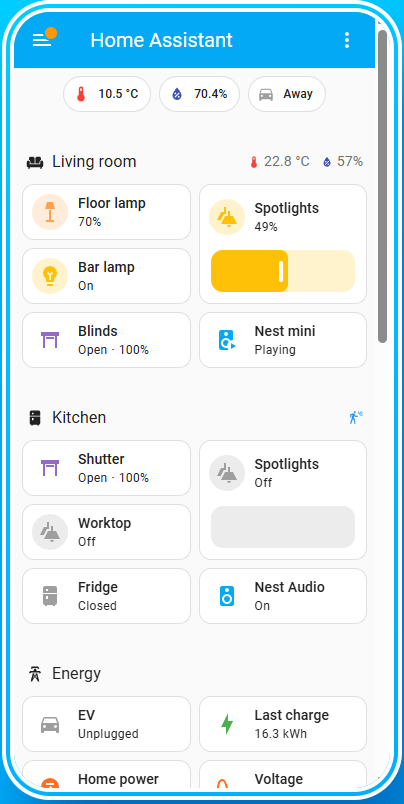 Home Assistant
10.5 °C 70.4% Away
Living room 22.8 °C 57%
Floor lamp
70%
Spotlights
49%
Bar lamp
On
Blinds
Open · 100%
Nest mini
Playing
Kitchen
Shutter
Open · 100%
Spotlights
Off
Worktop
Off
Fridge
Closed
Nest Audio
On
Energy
EV
Unplugged
Last charge
16.3 kWh
Home power
Voltage